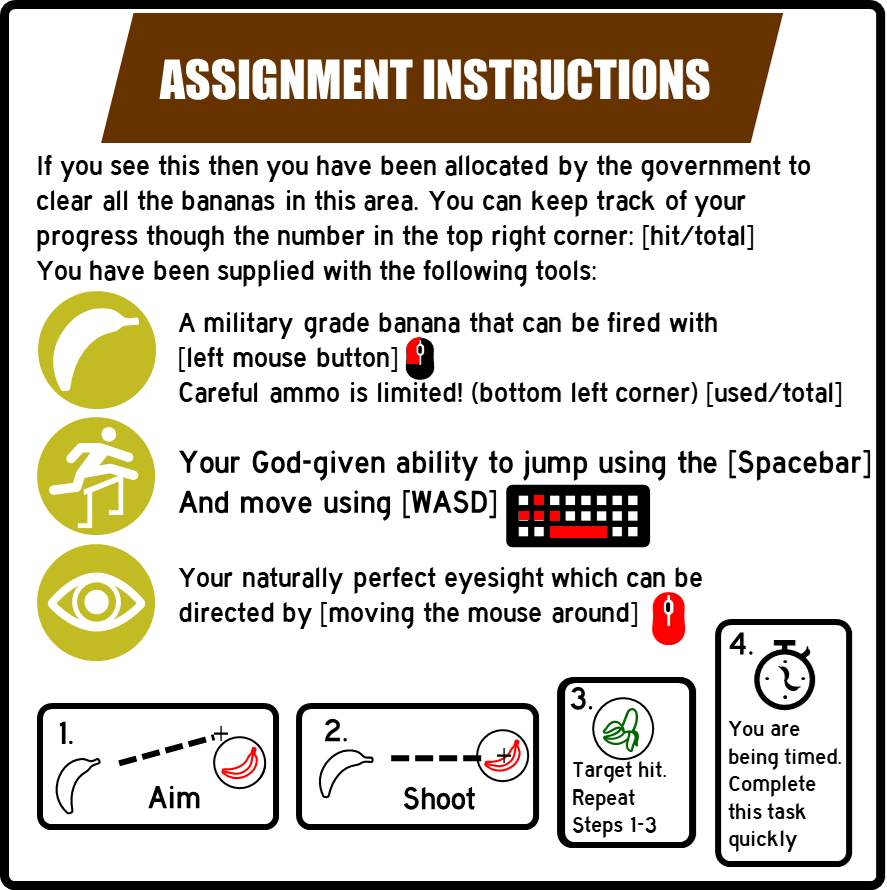 ASSIGNMENT INSTRUCTIONS
If you see this then you have been allocated by the government to
clear all the bananas in this area. You can keep track of your
progress though the number in the top right corner: [hit/total]
You have been supplied with the following tools:
A military grade banana that can be fired with
[left mouse button]
Careful ammo is limited! (bottom left corner) [used/total]
Your God-given ability to jump using the [Spacebar]
And move using [WASD]
Your naturally perfect eyesight which can be
directed by [moving the mouse around]
1.
Aim
2.
Shoot
3.
Target hit.
Repeat
Steps 1-3
4.
You are
being timed.
Complete
this task
quickly